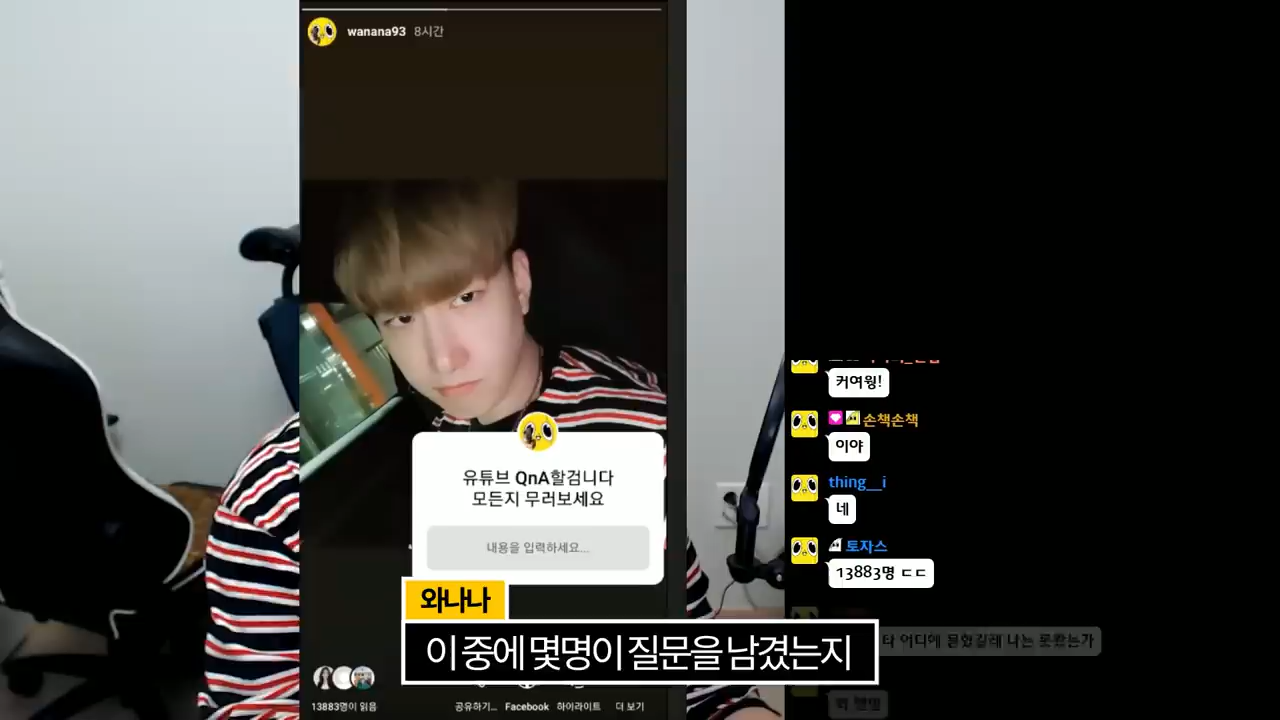 wanana93 8시간
유튜브 QnA할검니다
모든지 무러보세요
내용을 입력하세요...
와나나
이 중에 몇명이 질문을 남겼는지
13883명이 읽음
공유하기... Facebook 하이라이트 더 보기
커여웡!
손책손책
이야
thing__i
네
토자스
13883명 ㄷㄷ